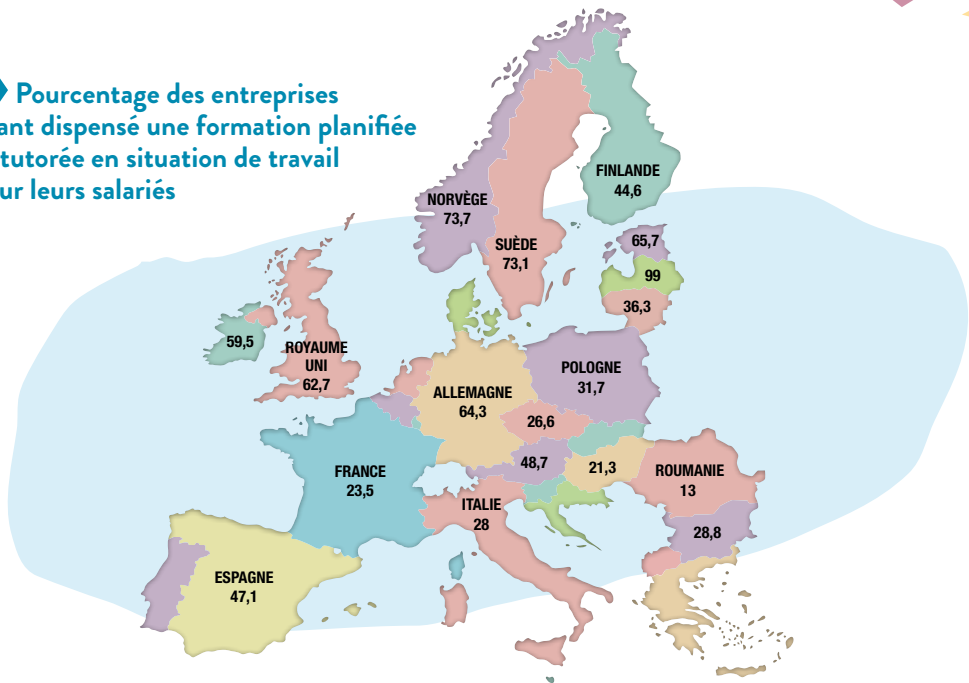 Pourcentage des entreprises
ant dispensé une formation planifiée
tutorée en situation de travail
ur leurs salariés
FINLANDE
44,6
NORVÈGE
73,7
SUÈDE
73,1
65,7
99
36,3
59,5
ROYAUME
UNI
62,7
POLOGNE
31,7
ALLEMAGNE
64,3
26,6
48,7
21,3
ROUMANIE
13
FRANCE
23,5
ITALIE
28
28,8
ESPAGNE
47,1